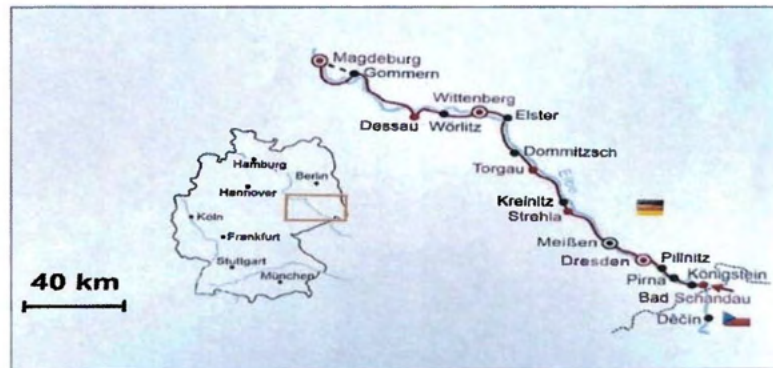 Magdeburg
Gommern
Wittenberg
Elster
Dessau
Wörlitz
Dommitzsch
Torgau
Elbe
Kreinitz
Strehla
Meißen
Dresden
Pillnitz
Pirna
Königstein
Bad Schandau
Děčín
Hamburg
Berlin
Hannover
Köln
Frankfurt
Stuttgart
München
40 km